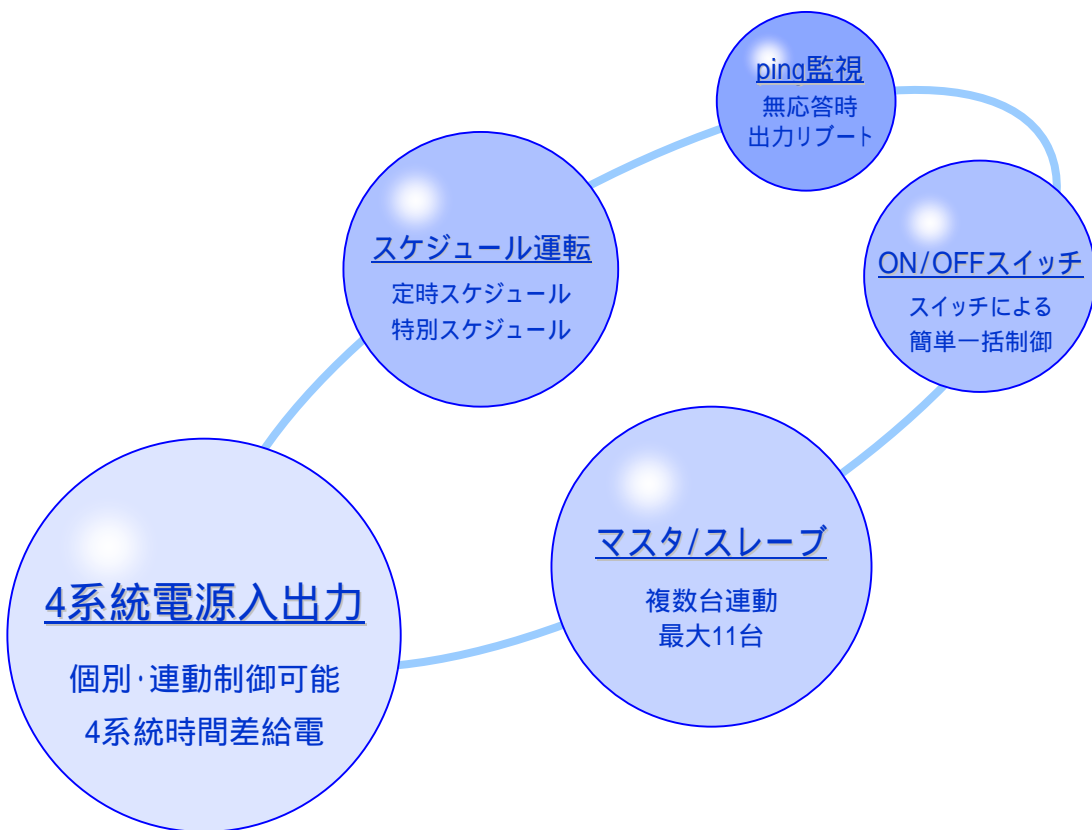 ping監視
無応答時
出力リブート
スケジュール運転
定時スケジュール
特別スケジュール
ON/OFFスイッチ
スイッチによる
簡単一括制御
マスタ/スレーブ
複数台連動
最大11台
4系統電源入出力
個別･連動制御可能
4系統時間差給電